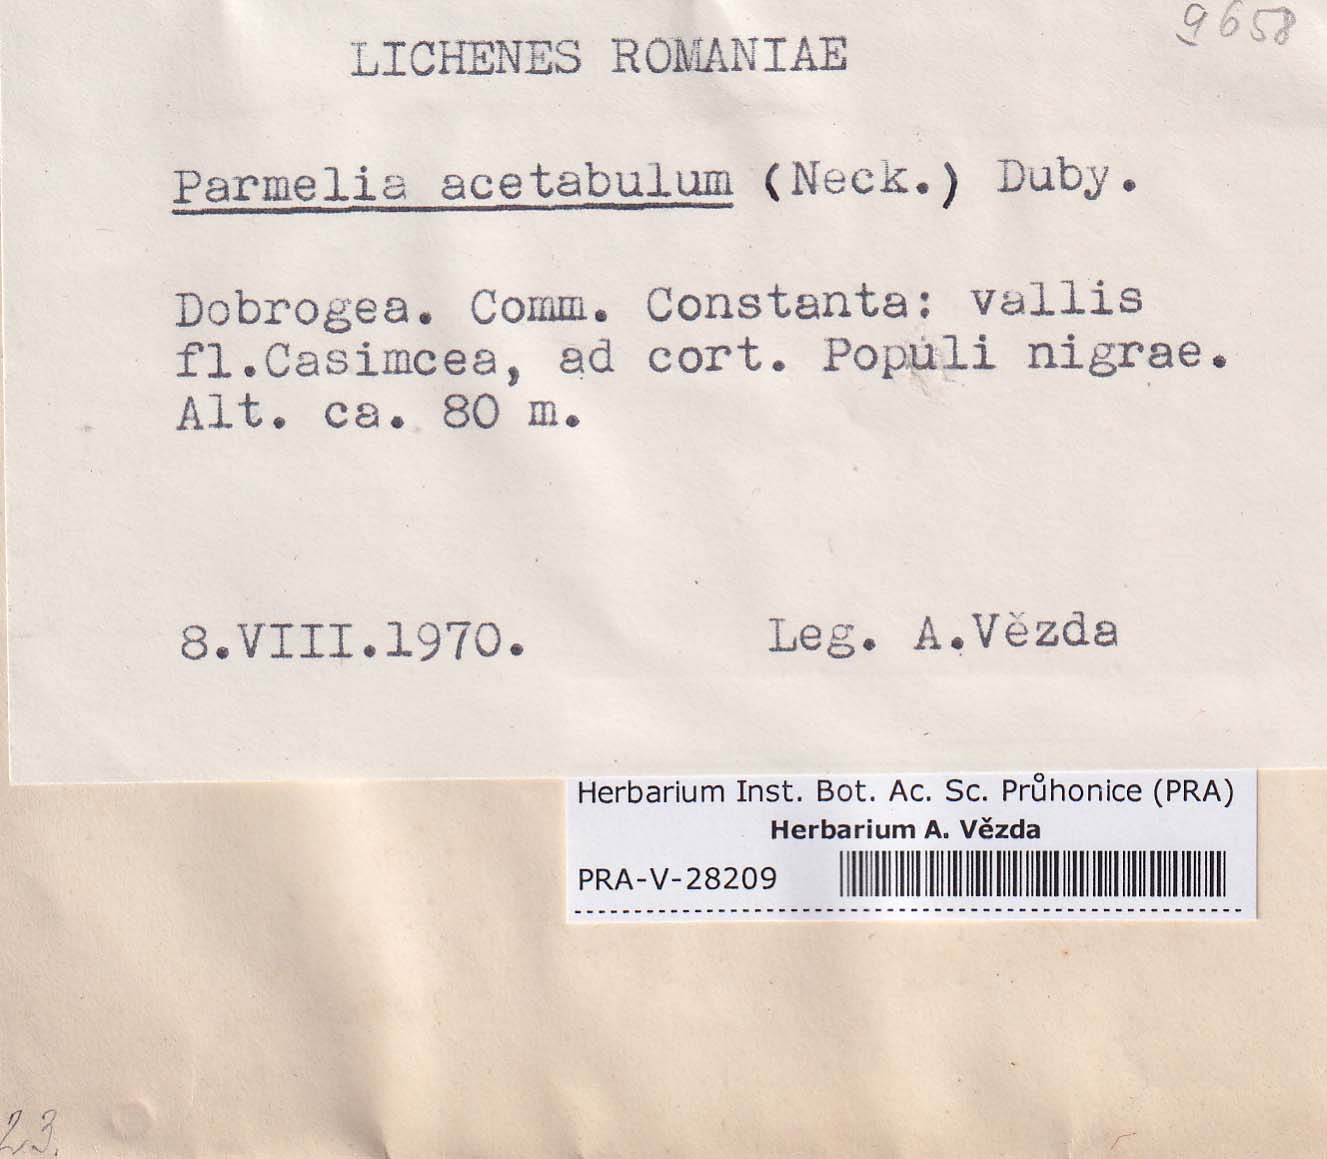 9658
LICHENES ROMANIAE
Parmelia acetabulum (Neck.) Duby.
Dobrogea. Comm. Constanta: vallis
fl.Casimcea, ad cort. Populi nigrae.
Alt. ca. 80 m.
8.VIII.1970. Leg. A.Vězda
Herbarium Inst. Bot. Ac. Sc. Průhonice (PRA)
Herbarium A. Vězda
PRA-V-28209
23.